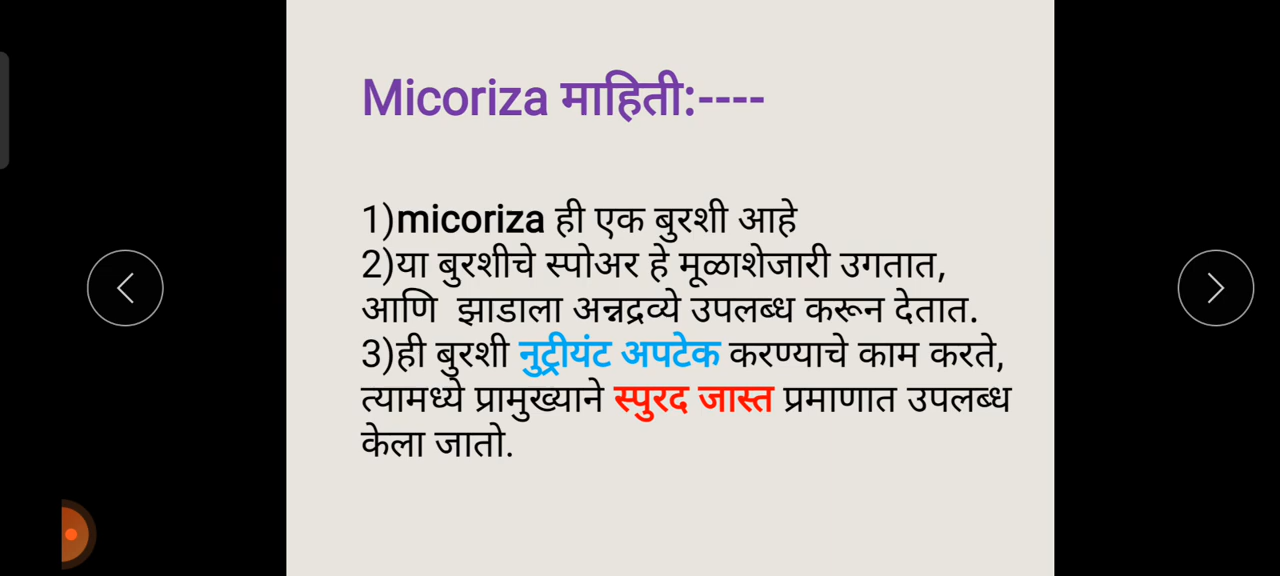 Micoriza माहिती:----
1)micoriza ही एक बुरशी आहे
2)या बुरशीचे स्पोअर हे मूळाशेजारी उगतात,
आणि झाडाला अन्नद्रव्ये उपलब्ध करून देतात.
3)ही बुरशी नुट्रीयंट अपटेक करण्याचे काम करते,
त्यामध्ये प्रामुख्याने स्पुरद जास्त प्रमाणात उपलब्ध
केला जातो.